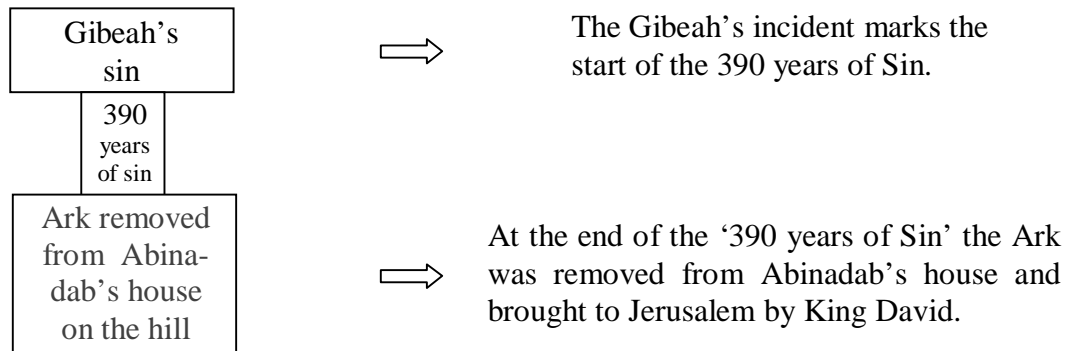 Gibeah’s
sin
The Gibeah’s incident marks the
start of the 390 years of Sin.
390
years
of sin
Ark removed
from Abina-
dab’s house
on the hill
At the end of the ‘390 years of Sin’ the Ark
was removed from Abinadab’s house and
brought to Jerusalem by King David.